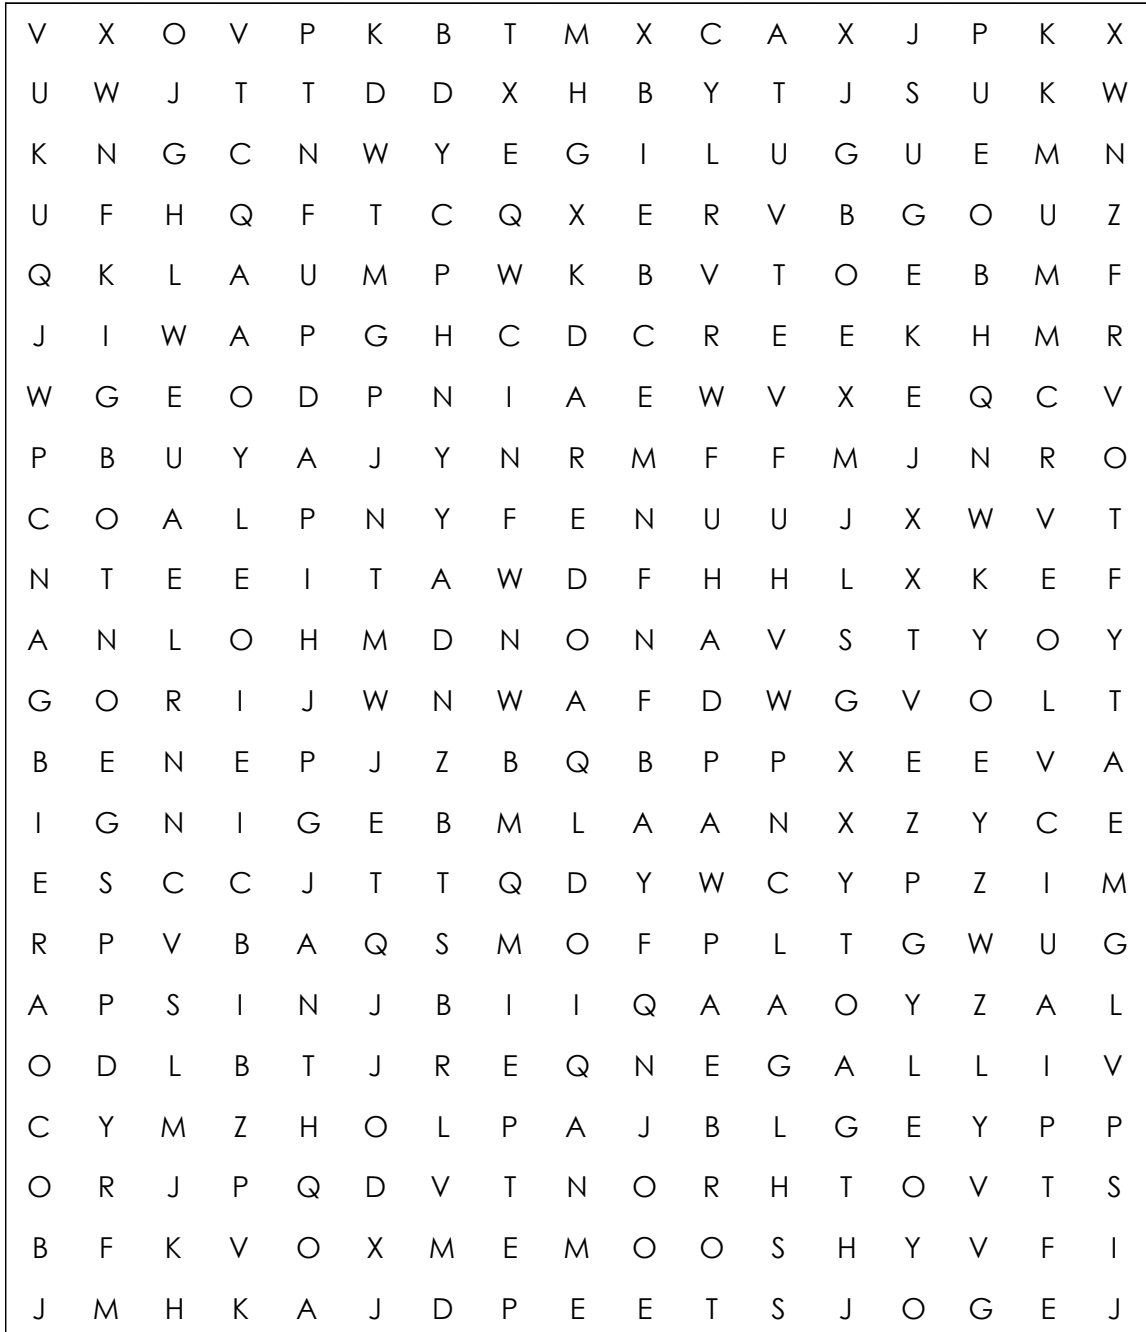 V X O V P K B T M X C A X J P K X
U W J T T D D X H B Y T J S U K W
K N G C N W Y E G I L U G U E M N
U F H Q F T C Q X E R V B G O U Z
Q K L A U M P W K B V T O E B M F
J I W A P G H C D C R E E K H M R
W G E O D P N I A E W V X E Q C V
P B U Y A J Y N R M F F M J N R O
C O A L P N Y F E N U U J X W V T
N T E E I T A W D F H H L X K E F
A N L O H M D N O N A V S T Y O Y
G O R I J W N W A F D W G V O L T
B E N E P J Z B Q B P P X E E V A
I G N I G E B M L A A N X Z Y C E
E S C C J T T Q D Y W C Y P Z I M
R P V B A Q S M O F P L T G W U G
A P S I N J B I I Q A A O Y Z A L
O D L B T J R E Q N E G A L L I V
C Y M Z H O L P A J B L G E Y P P
O R J P Q D V T N O R H T O V T S
B F K V O X M E M O O S H Y V F I
J M H K A J D P E E T S J O G E J